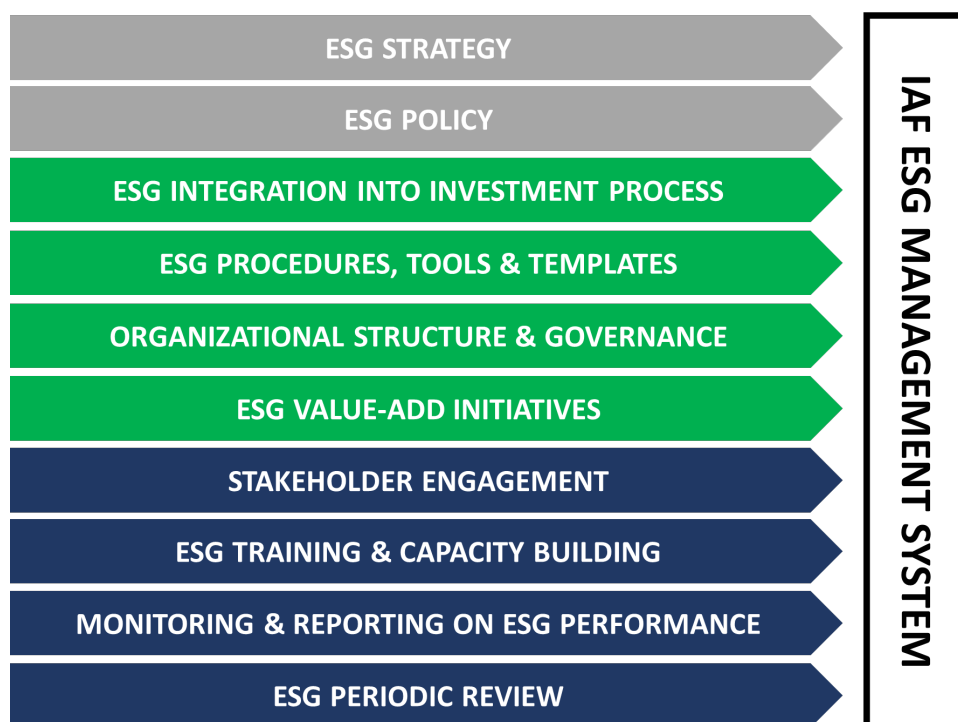 ESG STRATEGY
ESG POLICY
ESG INTEGRATION INTO INVESTMENT PROCESS
ESG PROCEDURES, TOOLS & TEMPLATES
ORGANIZATIONAL STRUCTURE & GOVERNANCE
ESG VALUE-ADD INITIATIVES
STAKEHOLDER ENGAGEMENT
ESG TRAINING & CAPACITY BUILDING
MONITORING & REPORTING ON ESG PERFORMANCE
ESG PERIODIC REVIEW
IAF ESG MANAGEMENT SYSTEM